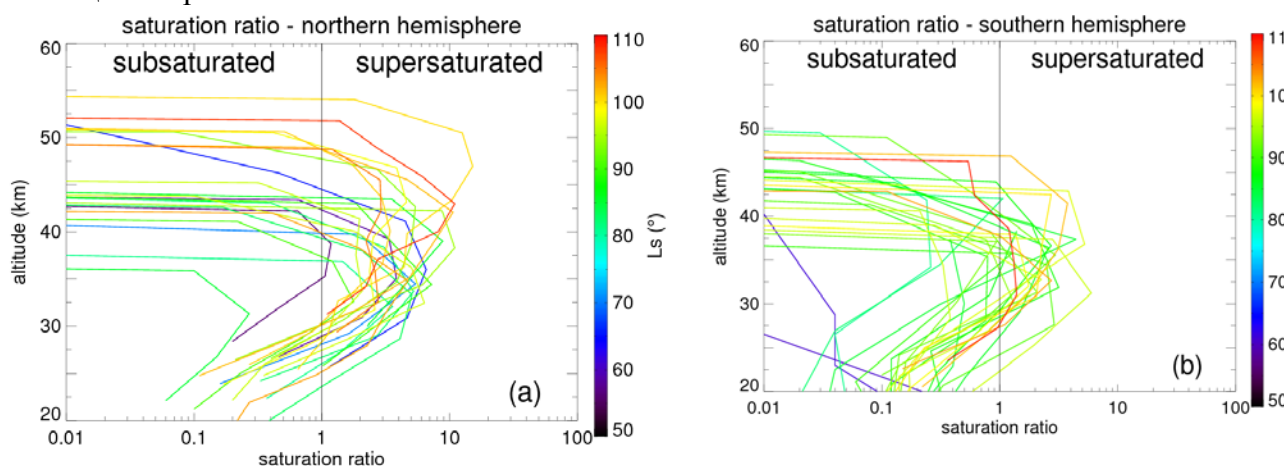 saturation ratio - northern hemisphere
subsaturated
supersaturated
60
50
40
30
20
altitude (km)
0.01
0.1
1
10
100
saturation ratio
(a)
110
100
90
80
70
60
50
Ls (°)
saturation ratio - southern hemisphere
subsaturated
supersaturated
60
50
40
30
20
altitude (km)
0.01
0.1
1
10
100
saturation ratio
(b)
90
80
70
60
50